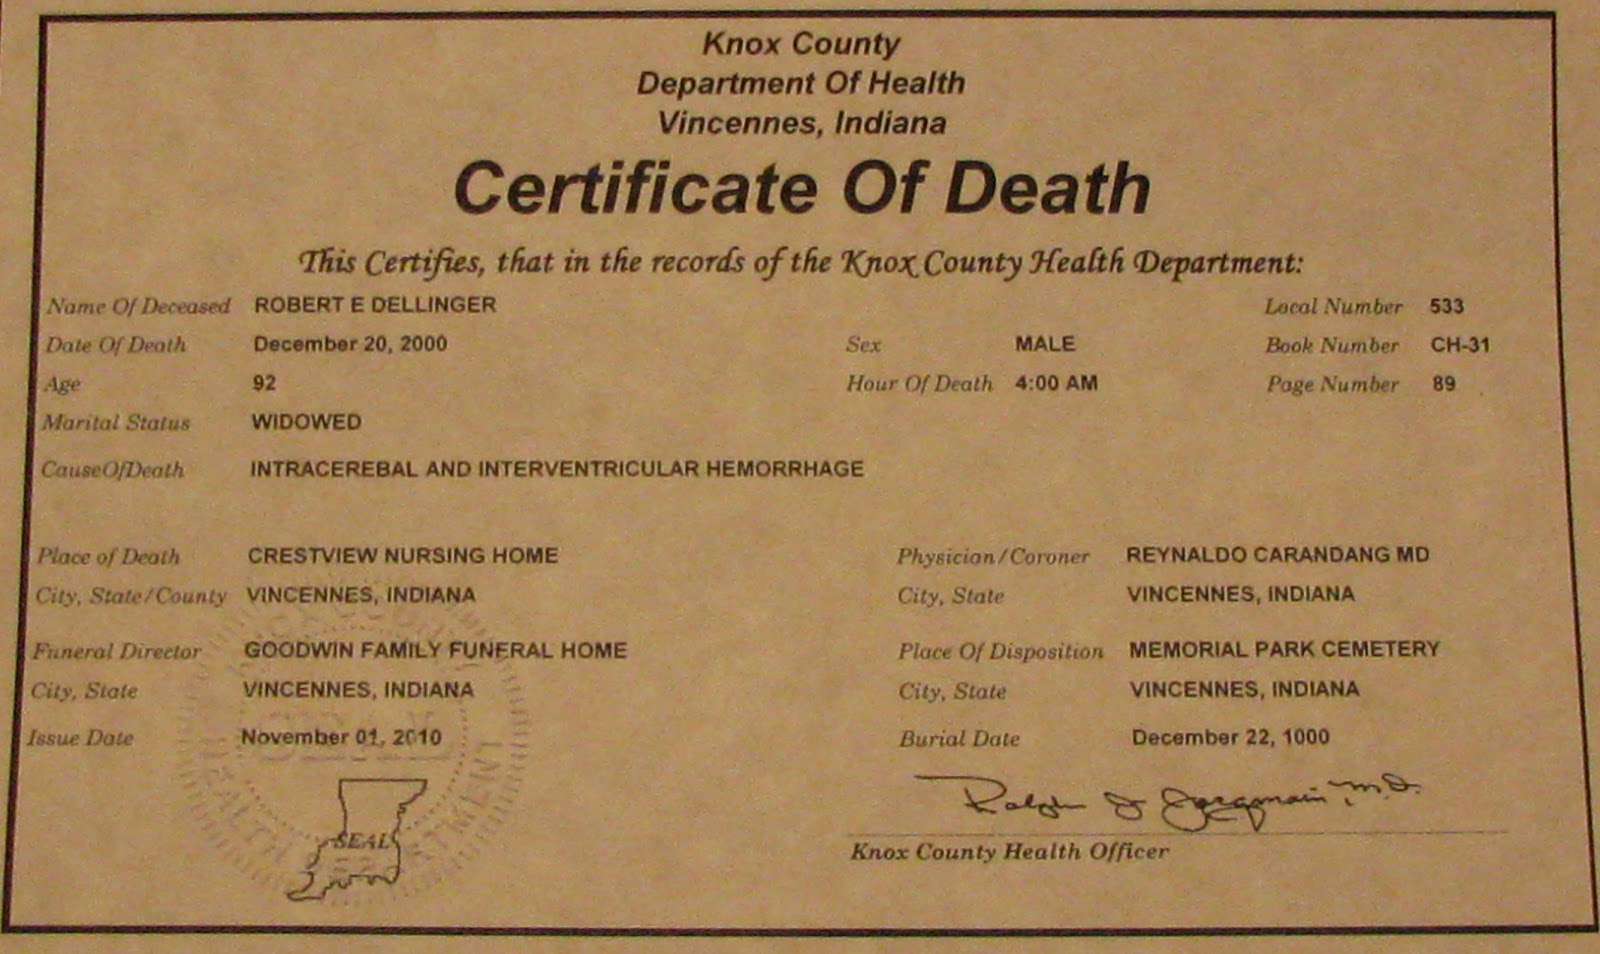 Knox County
Department Of Health
Vincennes, Indiana
Certificate Of Death
This Certifies, that in the records of the Knox County Health Department:
Name Of Deceased ROBERT E DELLINGER Local Number 533
Date Of Death December 20, 2000 Sex MALE Book Number CH-31
Age 92 Hour Of Death 4:00 AM Page Number 89
Marital Status WIDOWED
CauseOfDeath INTRACEREBAL AND INTERVENTRICULAR HEMORRHAGE
Place of Death CRESTVIEW NURSING HOME Physician/Coroner REYNALDO CARANDANG MD
City, State/County VINCENNES, INDIANA City, State VINCENNES, INDIANA
Funeral Director GOODWIN FAMILY FUNERAL HOME Place Of Disposition MEMORIAL PARK CEMETERY
City, State VINCENNES, INDIANA City, State VINCENNES, INDIANA
Issue Date November 01, 2010 Burial Date December 22, 1000
Ralph J Jacqmain, M.D.
SEAL
HEALTH DEPARTMENT
Knox County Health Officer